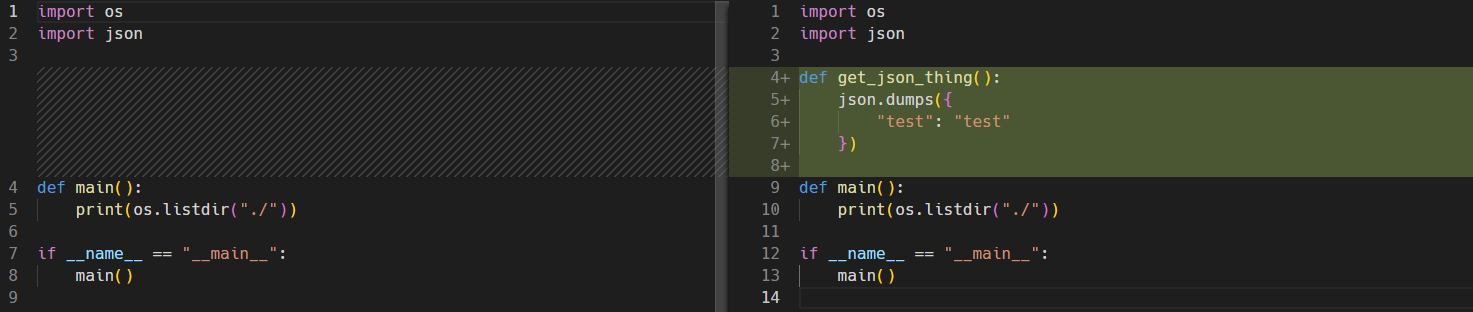 1 import os
2 import json
3
4 def main():
5     print(os.listdir("./"))
6
7 if __name__ == "__main__":
8     main()
9
1 import os
2 import json
3
4+ def get_json_thing():
5+     json.dumps({
6+         "test": "test"
7+     })
8+
9 def main():
10     print(os.listdir("./"))
11
12 if __name__ == "__main__":
13     main()
14